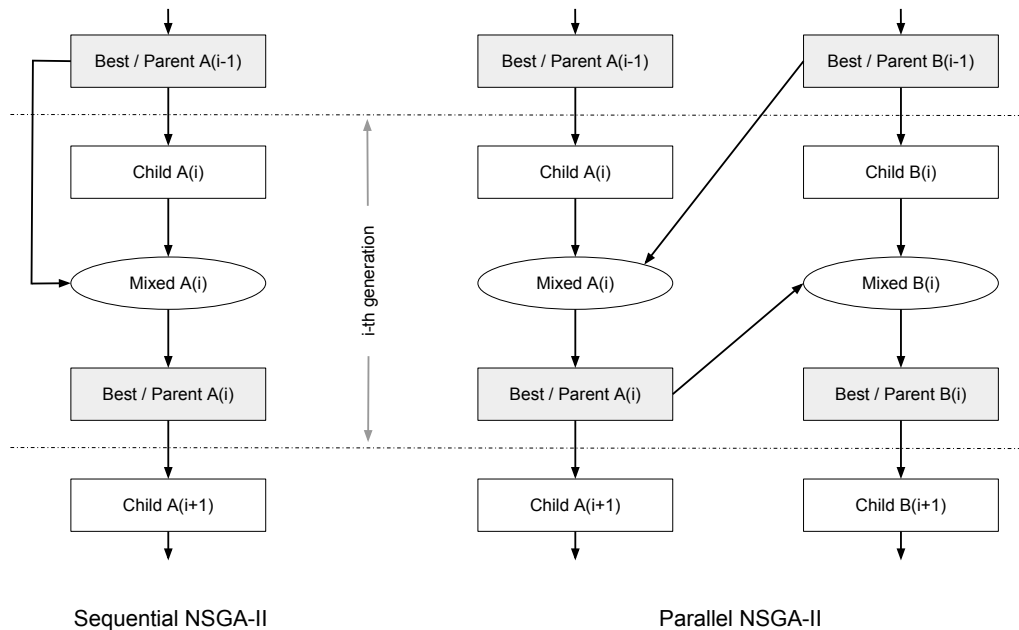 Best / Parent A(i-1)
Best / Parent A(i-1)
Best / Parent B(i-1)
Child A(i)
Child A(i)
Child B(i)
Mixed A(i)
i-th generation
Mixed A(i)
Mixed B(i)
Best / Parent A(i)
Best / Parent A(i)
Best / Parent B(i)
Child A(i+1)
Child A(i+1)
Child B(i+1)
Sequential NSGA-II
Parallel NSGA-II